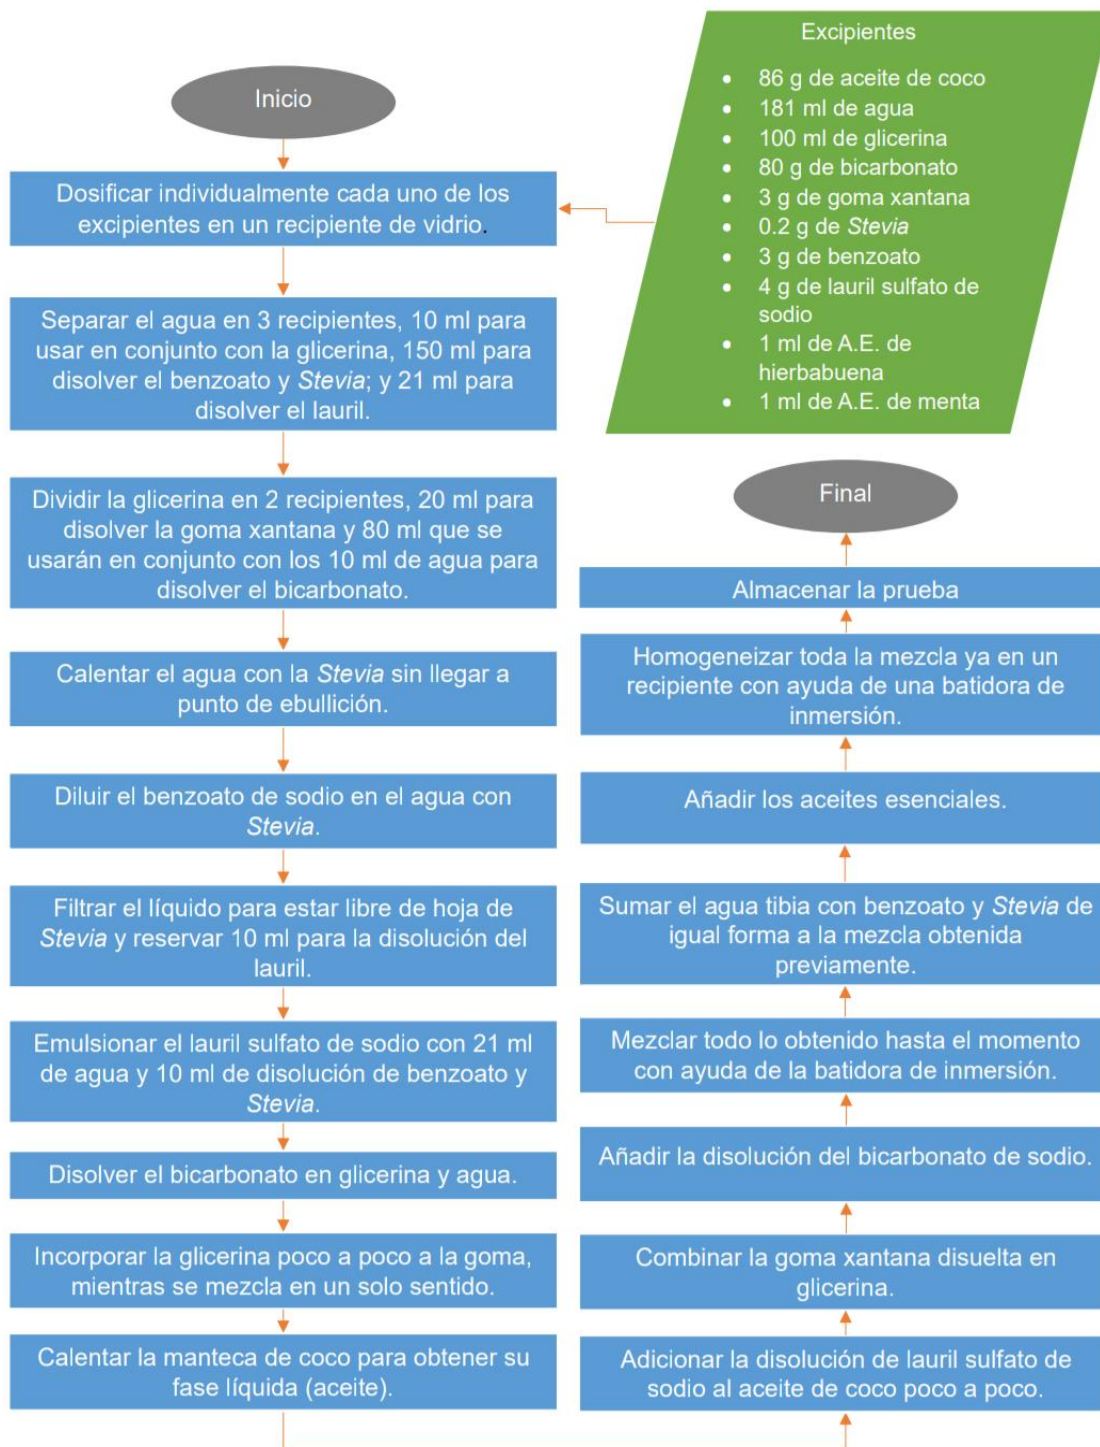 Inicio
Excipientes
• 86 g de aceite de coco
• 181 ml de agua
• 100 ml de glicerina
• 80 g de bicarbonato
• 3 g de goma xantana
• 0.2 g de Stevia
• 3 g de benzoato
• 4 g de lauril sulfato de
sodio
• 1 ml de A.E. de
hierbabuena
• 1 ml de A.E. de menta
Dosificar individualmente cada uno de los
excipientes en un recipiente de vidrio.
Separar el agua en 3 recipientes, 10 ml para
usar en conjunto con la glicerina, 150 ml para
disolver el benzoato y Stevia; y 21 ml para
disolver el lauril.
Dividir la glicerina en 2 recipientes, 20 ml para
disolver la goma xantana y 80 ml que se
usarán en conjunto con los 10 ml de agua para
disolver el bicarbonato.
Calentar el agua con la Stevia sin llegar a
punto de ebullición.
Diluir el benzoato de sodio en el agua con
Stevia.
Filtrar el líquido para estar libre de hoja de
Stevia y reservar 10 ml para la disolución del
lauril.
Emulsionar el lauril sulfato de sodio con 21 ml
de agua y 10 ml de disolución de benzoato y
Stevia.
Disolver el bicarbonato en glicerina y agua.
Incorporar la glicerina poco a poco a la goma,
mientras se mezcla en un solo sentido.
Calentar la manteca de coco para obtener su
fase líquida (aceite).
Adicionar la disolución de lauril sulfato de
sodio al aceite de coco poco a poco.
Combinar la goma xantana disuelta en
glicerina.
Añadir la disolución del bicarbonato de sodio.
Mezclar todo lo obtenido hasta el momento
con ayuda de la batidora de inmersión.
Sumar el agua tibia con benzoato y Stevia de
igual forma a la mezcla obtenida
previamente.
Añadir los aceites esenciales.
Homogeneizar toda la mezcla ya en un
recipiente con ayuda de una batidora de
inmersión.
Almacenar la prueba
Final